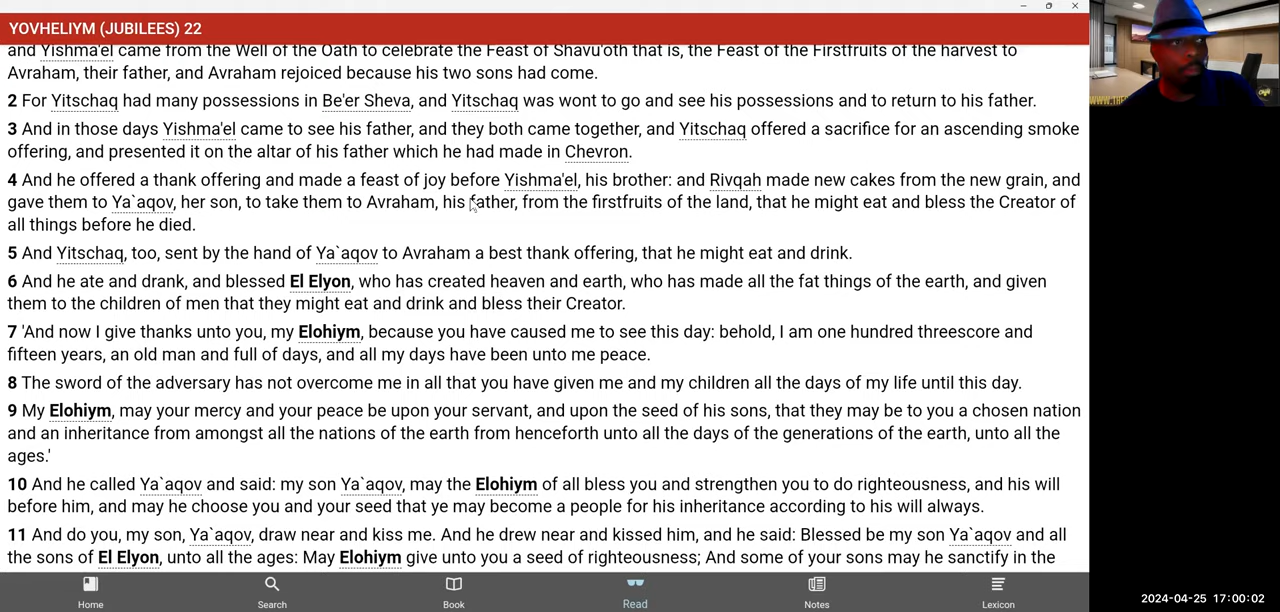 YOVHELIYM (JUBILEES) 22
and Yishma'el came from the Well of the Oath to celebrate the Feast of Shavu'oth that is, the Feast of the Firstfruits of the harvest to
Avraham, their father, and Avraham rejoiced because his two sons had come.
2 For Yitschaq had many possessions in Be'er Sheva, and Yitschaq was wont to go and see his possessions and to return to his father.
3 And in those days Yishma'el came to see his father, and they both came together, and Yitschaq offered a sacrifice for an ascending smoke
offering, and presented it on the altar of his father which he had made in Chevron.
4 And he offered a thank offering and made a feast of joy before Yishma'el, his brother: and Rivqah made new cakes from the new grain, and
gave them to Ya`aqov, her son, to take them to Avraham, his father, from the firstfruits of the land, that he might eat and bless the Creator of
all things before he died.
5 And Yitschaq, too, sent by the hand of Ya`aqov to Avraham a best thank offering, that he might eat and drink.
6 And he ate and drank, and blessed El Elyon, who has created heaven and earth, who has made all the fat things of the earth, and given
them to the children of men that they might eat and drink and bless their Creator.
7 'And now I give thanks unto you, my Elohiym, because you have caused me to see this day: behold, I am one hundred threescore and
fifteen years, an old man and full of days, and all my days have been unto me peace.
8 The sword of the adversary has not overcome me in all that you have given me and my children all the days of my life until this day.
9 My Elohiym, may your mercy and your peace be upon your servant, and upon the seed of his sons, that they may be to you a chosen nation
and an inheritance from amongst all the nations of the earth from henceforth unto all the days of the generations of the earth, unto all the
ages.'
10 And he called Ya`aqov and said: my son Ya`aqov, may the Elohiym of all bless you and strengthen you to do righteousness, and his will
before him, and may he choose you and your seed that ye may become a people for his inheritance according to his will always.
11 And do you, my son, Ya`aqov, draw near and kiss me. And he drew near and kissed him, and he said: Blessed be my son Ya`aqov and all
the sons of El Elyon, unto all the ages: May Elohiym give unto you a seed of righteousness; And some of your sons may he sanctify in the
Home Search Book Read Notes Lexicon
2024-04-25 17:00:02